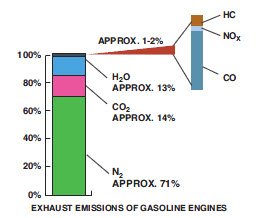 HC
NOX
CO
APPROX. 1-2%
100%
80%
60%
40%
20%
0%
H2O
APPROX. 13%
CO2
APPROX. 14%
N2
APPROX. 71%
EXHAUST EMISSIONS OF GASOLINE ENGINES